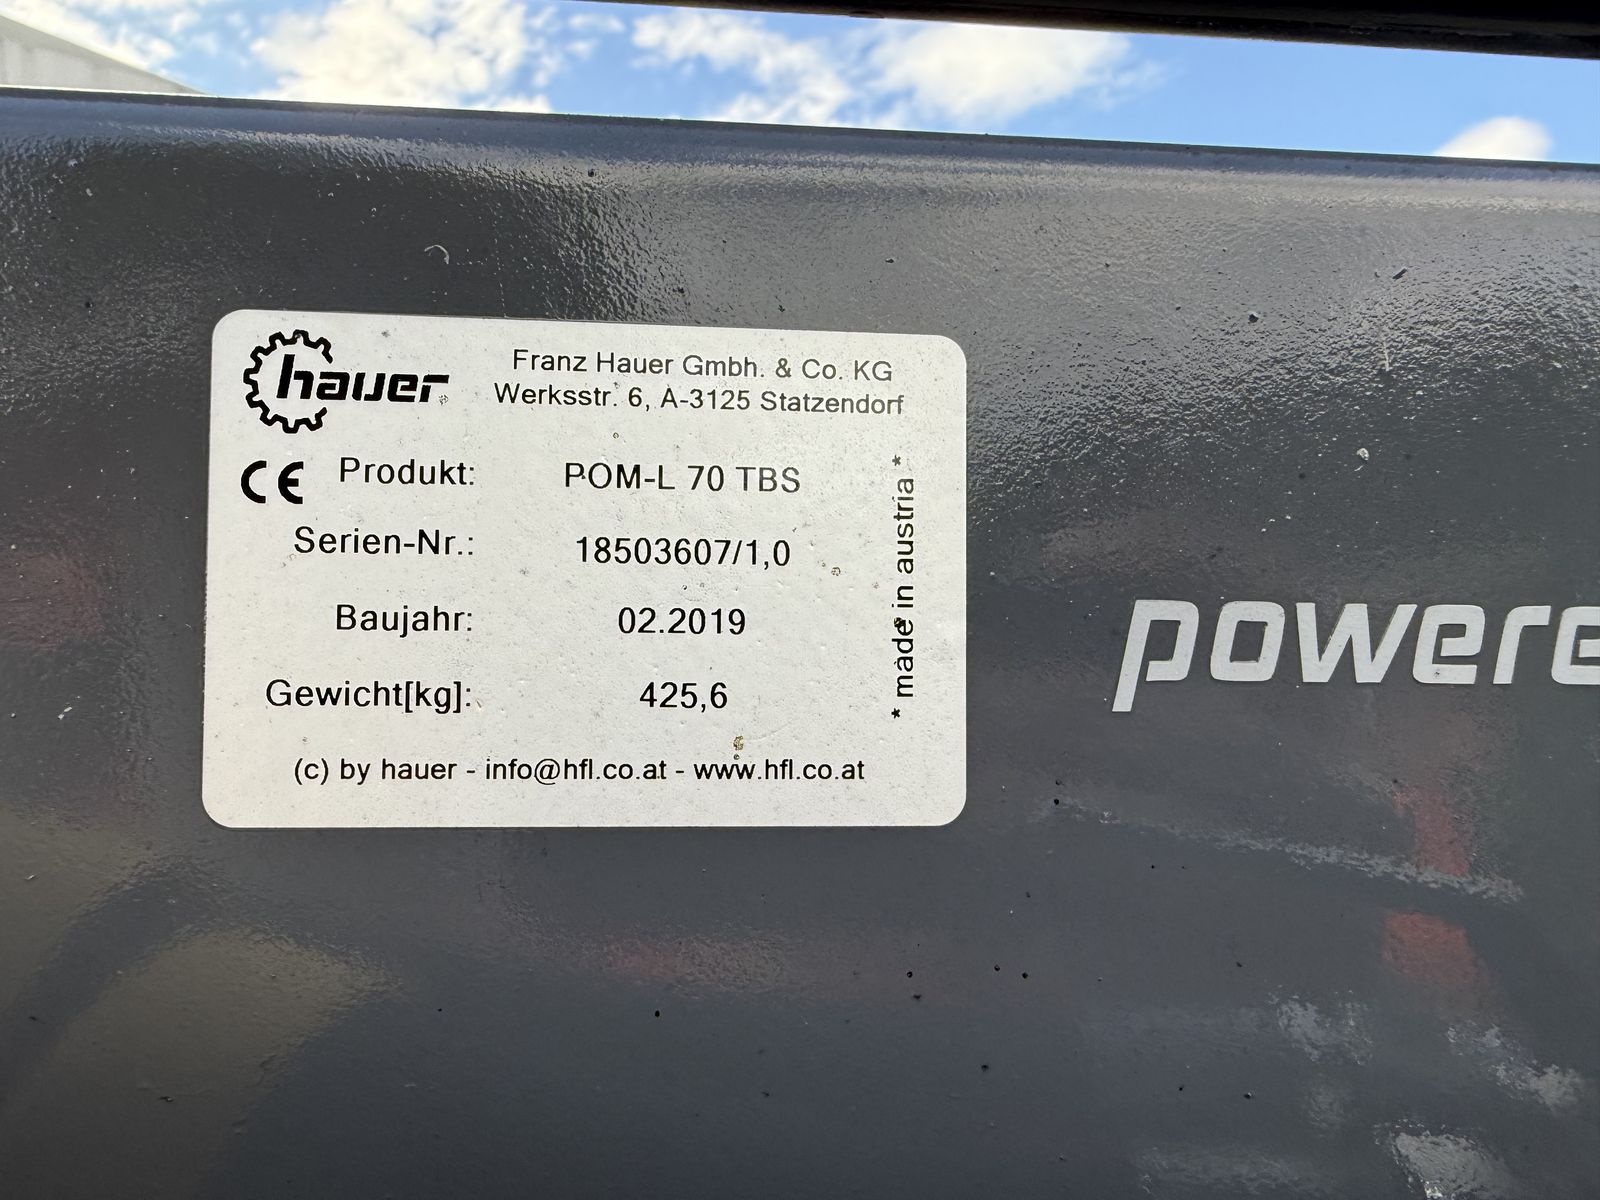 hauer
Franz Hauer Gmbh. & Co. KG
Werksstr. 6, A-3125 Statzendorf
CE
Produkt: POM-L 70 TBS
Serien-Nr.: 18503607/1,0
Baujahr: 02.2019
Gewicht[kg]: 425,6
* made in austria *
(c) by hauer - info@hfl.co.at - www.hfl.co.at
powere